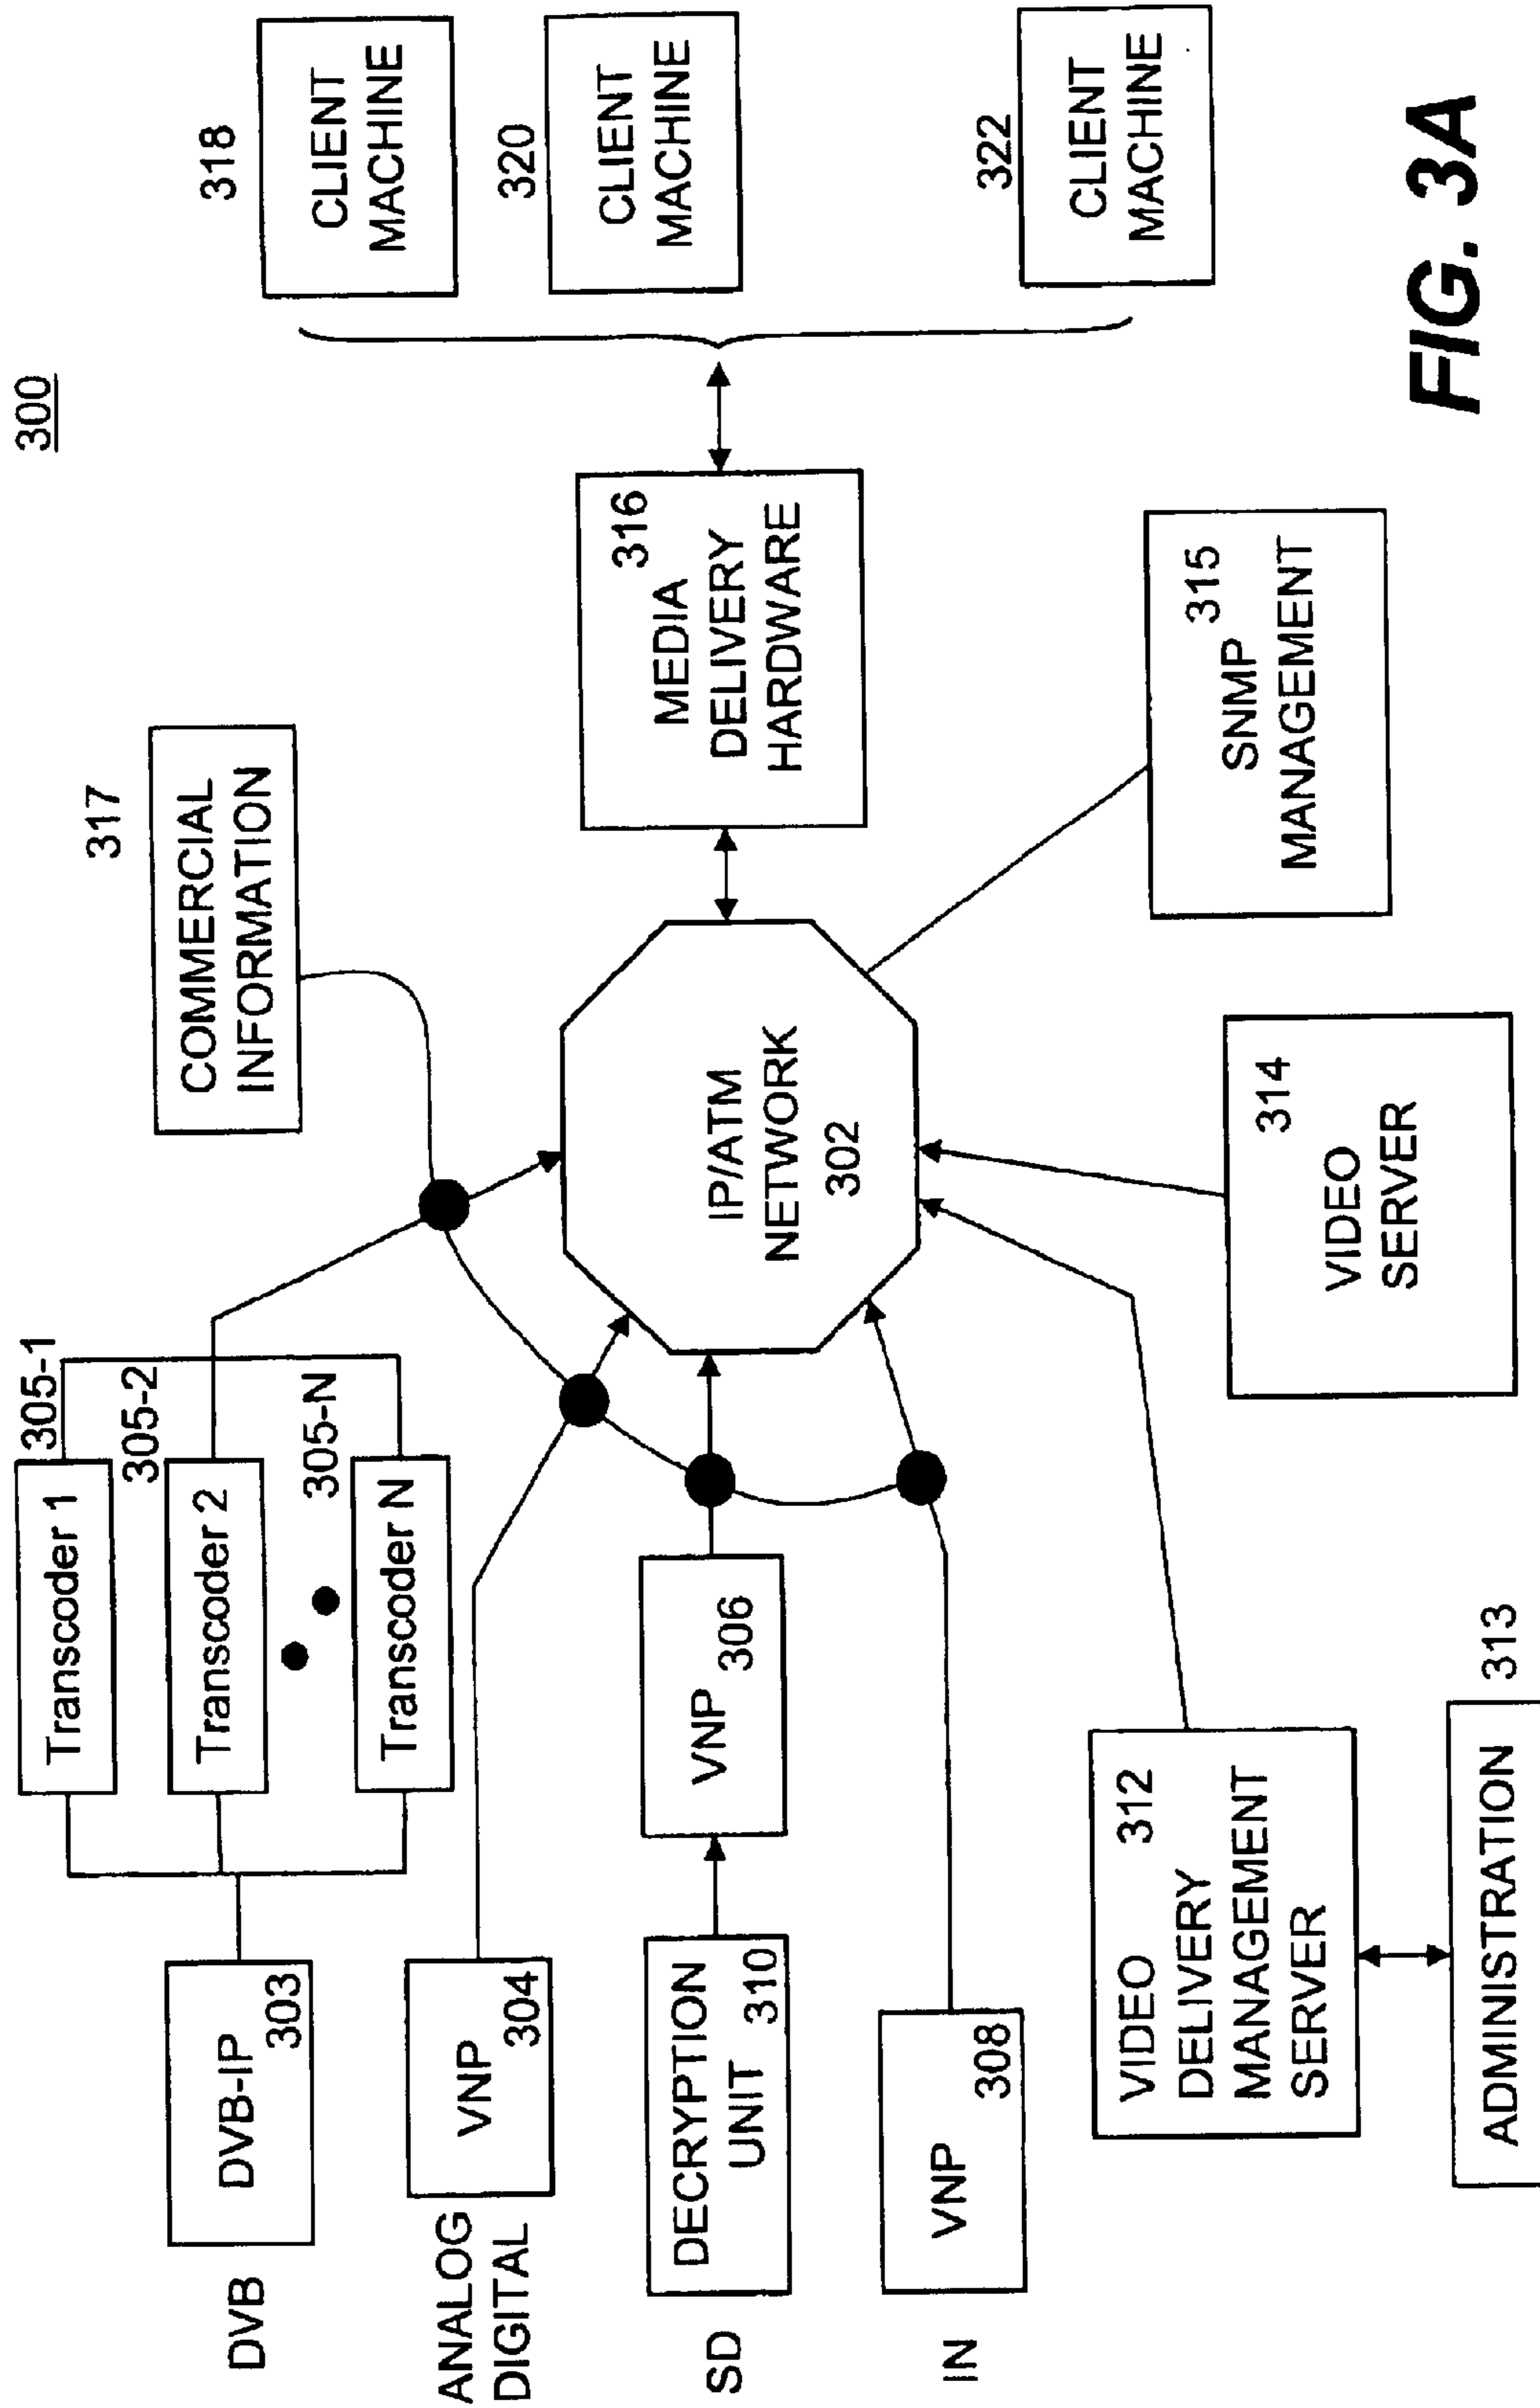 300
317
COMMERCIAL
INFORMATION
318
CLIENT
MACHINE
320
CLIENT
MACHINE
322
CLIENT
MACHINE
305-1
Transcoder 1
305-2
Transcoder 2
305-N
Transcoder N
DVB
DVB-IP
303
ANALOG
DIGITAL
VNP
304
SD
DECRYPTION
UNIT
310
VNP
306
IN
VNP
308
IP/ATM
NETWORK
302
316
MEDIA
DELIVERY
HARDWARE
312
VIDEO
DELIVERY
MANAGEMENT
SERVER
313
ADMINISTRATION
314
VIDEO
SERVER
315
SNMP
MANAGEMENT
FIG. 3A